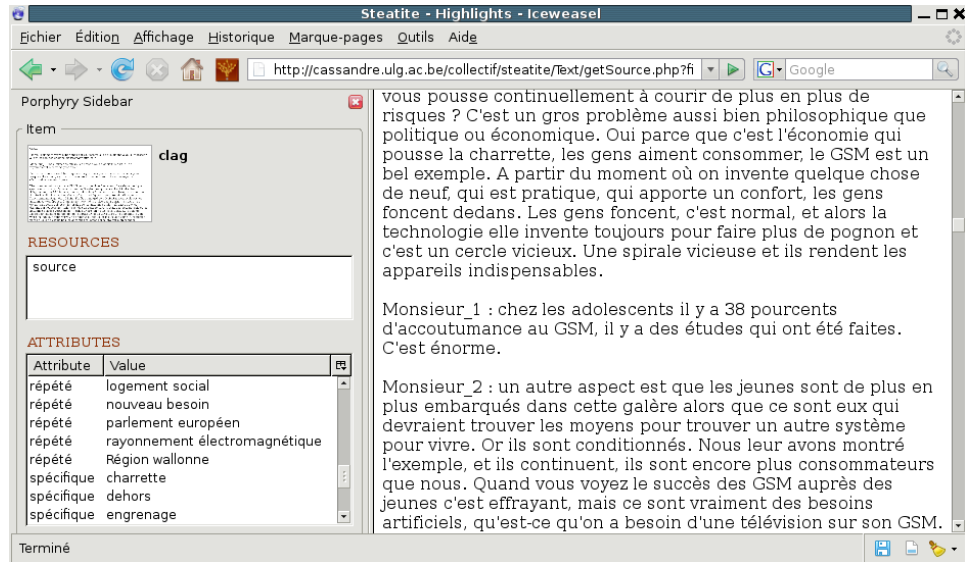 Steatite - Highlights - Iceweasel
Fichier Édition Affichage Historique Marque-pages Outils Aide
http://cassandre.ulg.ac.be/collectif/steatite/Text/getSource.php?fi
G Google
Porphyry Sidebar
Item
clag
RESOURCES
source
ATTRIBUTES
Attribute Value
répété logement social
répété nouveau besoin
répété parlement européen
répété rayonnement électromagnétique
répété Région wallonne
spécifique charrette
spécifique dehors
spécifique engrenage
vous pousse continuellement à courir de plus en plus de
risques ? C'est un gros problème aussi bien philosophique que
politique ou économique. Oui parce que c'est l'économie qui
pousse la charrette, les gens aiment consommer, le GSM est un
bel exemple. A partir du moment où on invente quelque chose
de neuf, qui est pratique, qui apporte un confort, les gens
foncent dedans. Les gens foncent, c'est normal, et alors la
technologie elle invente toujours pour faire plus de pognon et
c'est un cercle vicieux. Une spirale vicieuse et ils rendent les
appareils indispensables.
Monsieur_1 : chez les adolescents il y a 38 pourcents
d'accoutumance au GSM, il y a des études qui ont été faites.
C'est énorme.
Monsieur_2 : un autre aspect est que les jeunes sont de plus en
plus embarqués dans cette galère alors que ce sont eux qui
devraient trouver les moyens pour trouver un autre système
pour vivre. Or ils sont conditionnés. Nous leur avons montré
l'exemple, et ils continuent, ils sont encore plus consommateurs
que nous. Quand vous voyez le succès des GSM auprès des
jeunes c'est effrayant, mais ce sont vraiment des besoins
artificiels, qu'est-ce qu'on a besoin d'une télévision sur son GSM.
Terminé